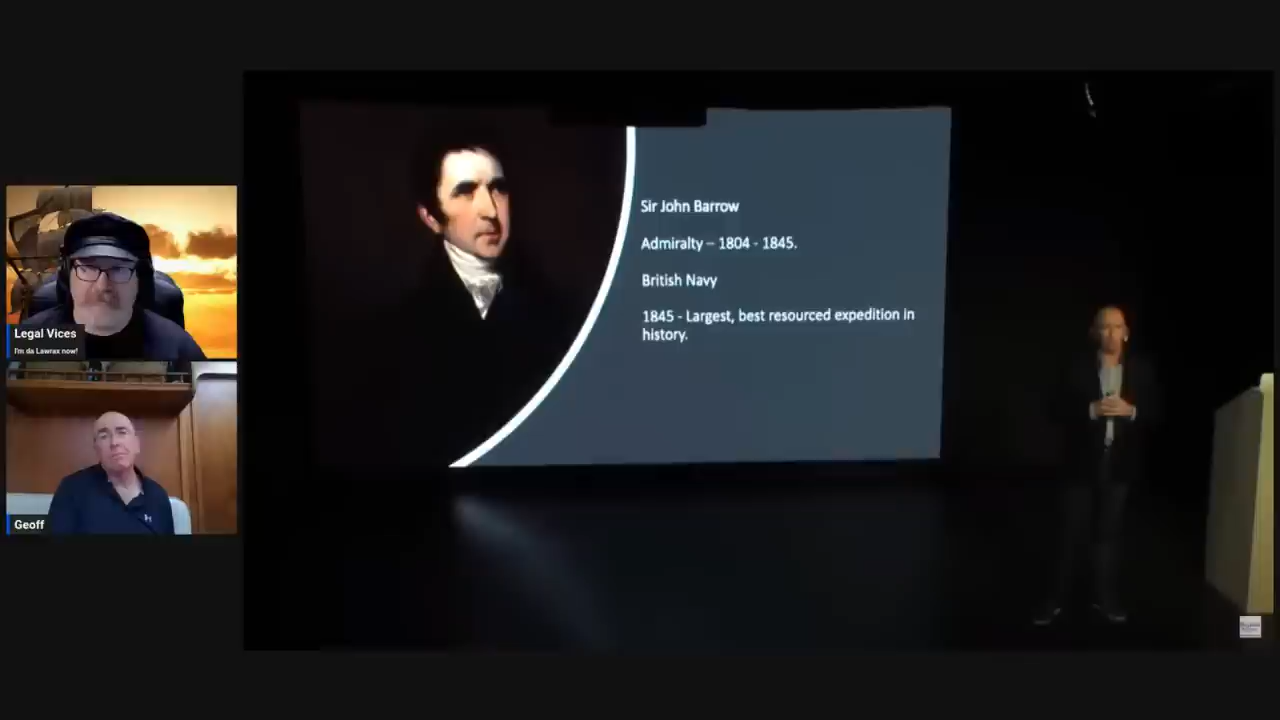 Legal Vices
I'm da Lawrax now!
Geoff
Sir John Barrow
Admiralty – 1804 - 1845.
British Navy
1845 - Largest, best resourced expedition in
history.